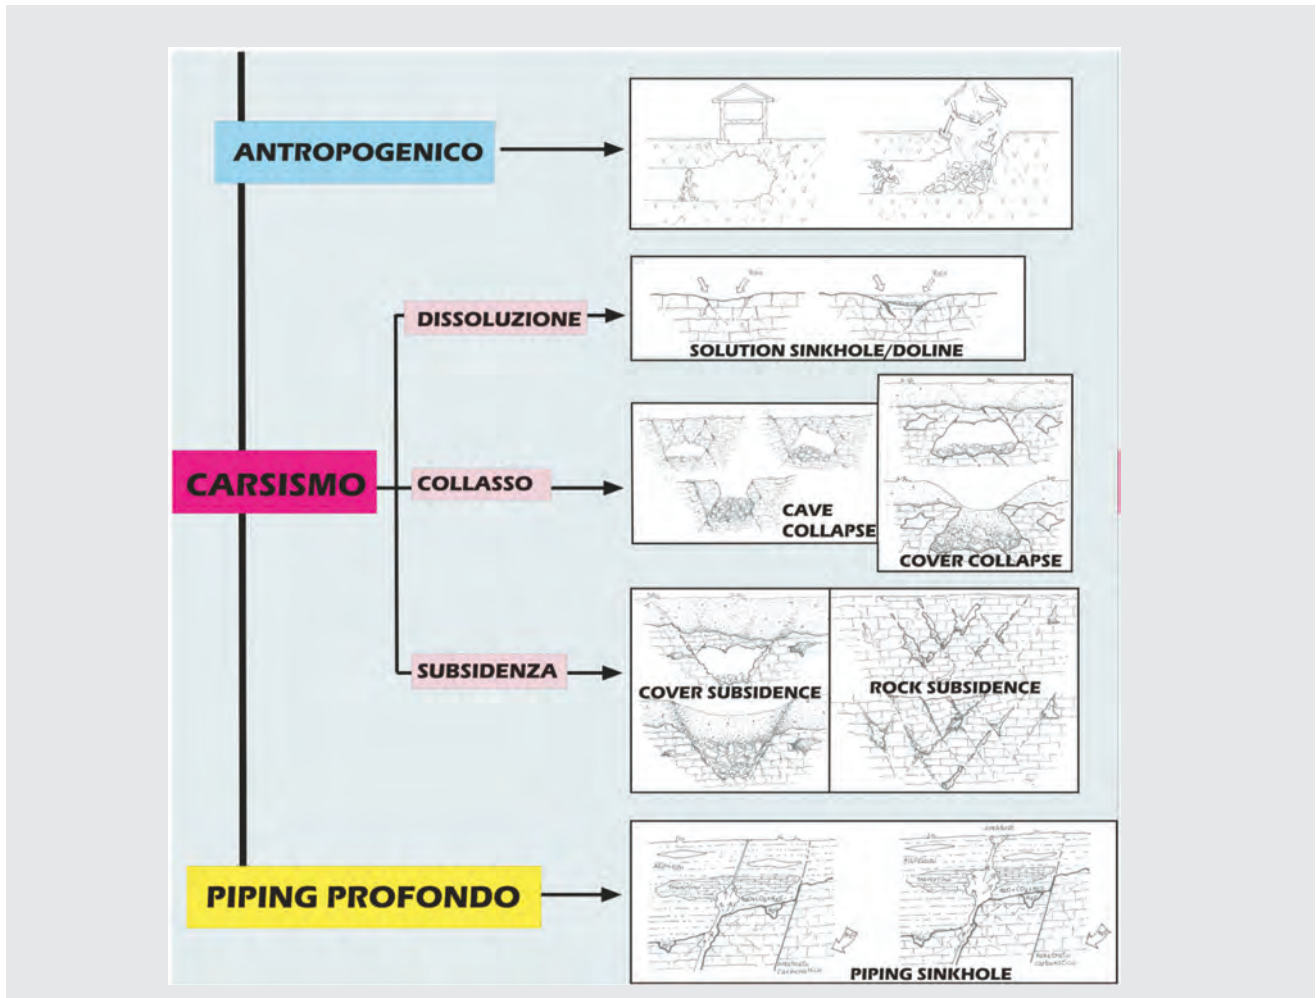 ANTROPOGENICO
DISSOLUZIONE
SOLUTION SINKHOLE/DOLINE
CARSISMO
COLLASSO
CAVE
COLLAPSE
COVER COLLAPSE
SUBSIDENZA
COVER SUBSIDENCE
ROCK SUBSIDENCE
PIPING PROFONDO
PIPING SINKHOLE